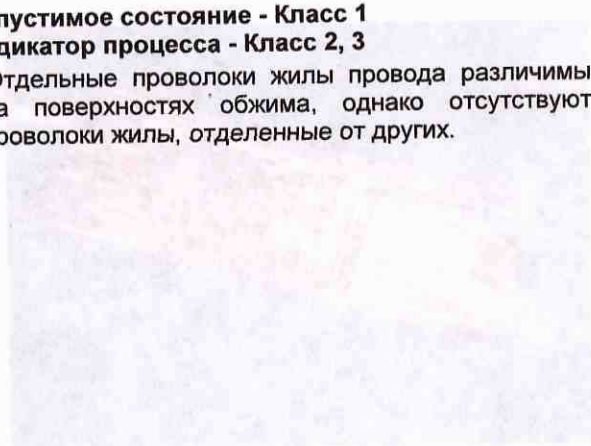 пустимое состояние - Класс 1
дикатор процесса - Класс 2, 3
Отдельные проволоки жилы провода различимы
а поверхностях обжима, однако отсутствуют
роволоки жилы, отделенные от других.